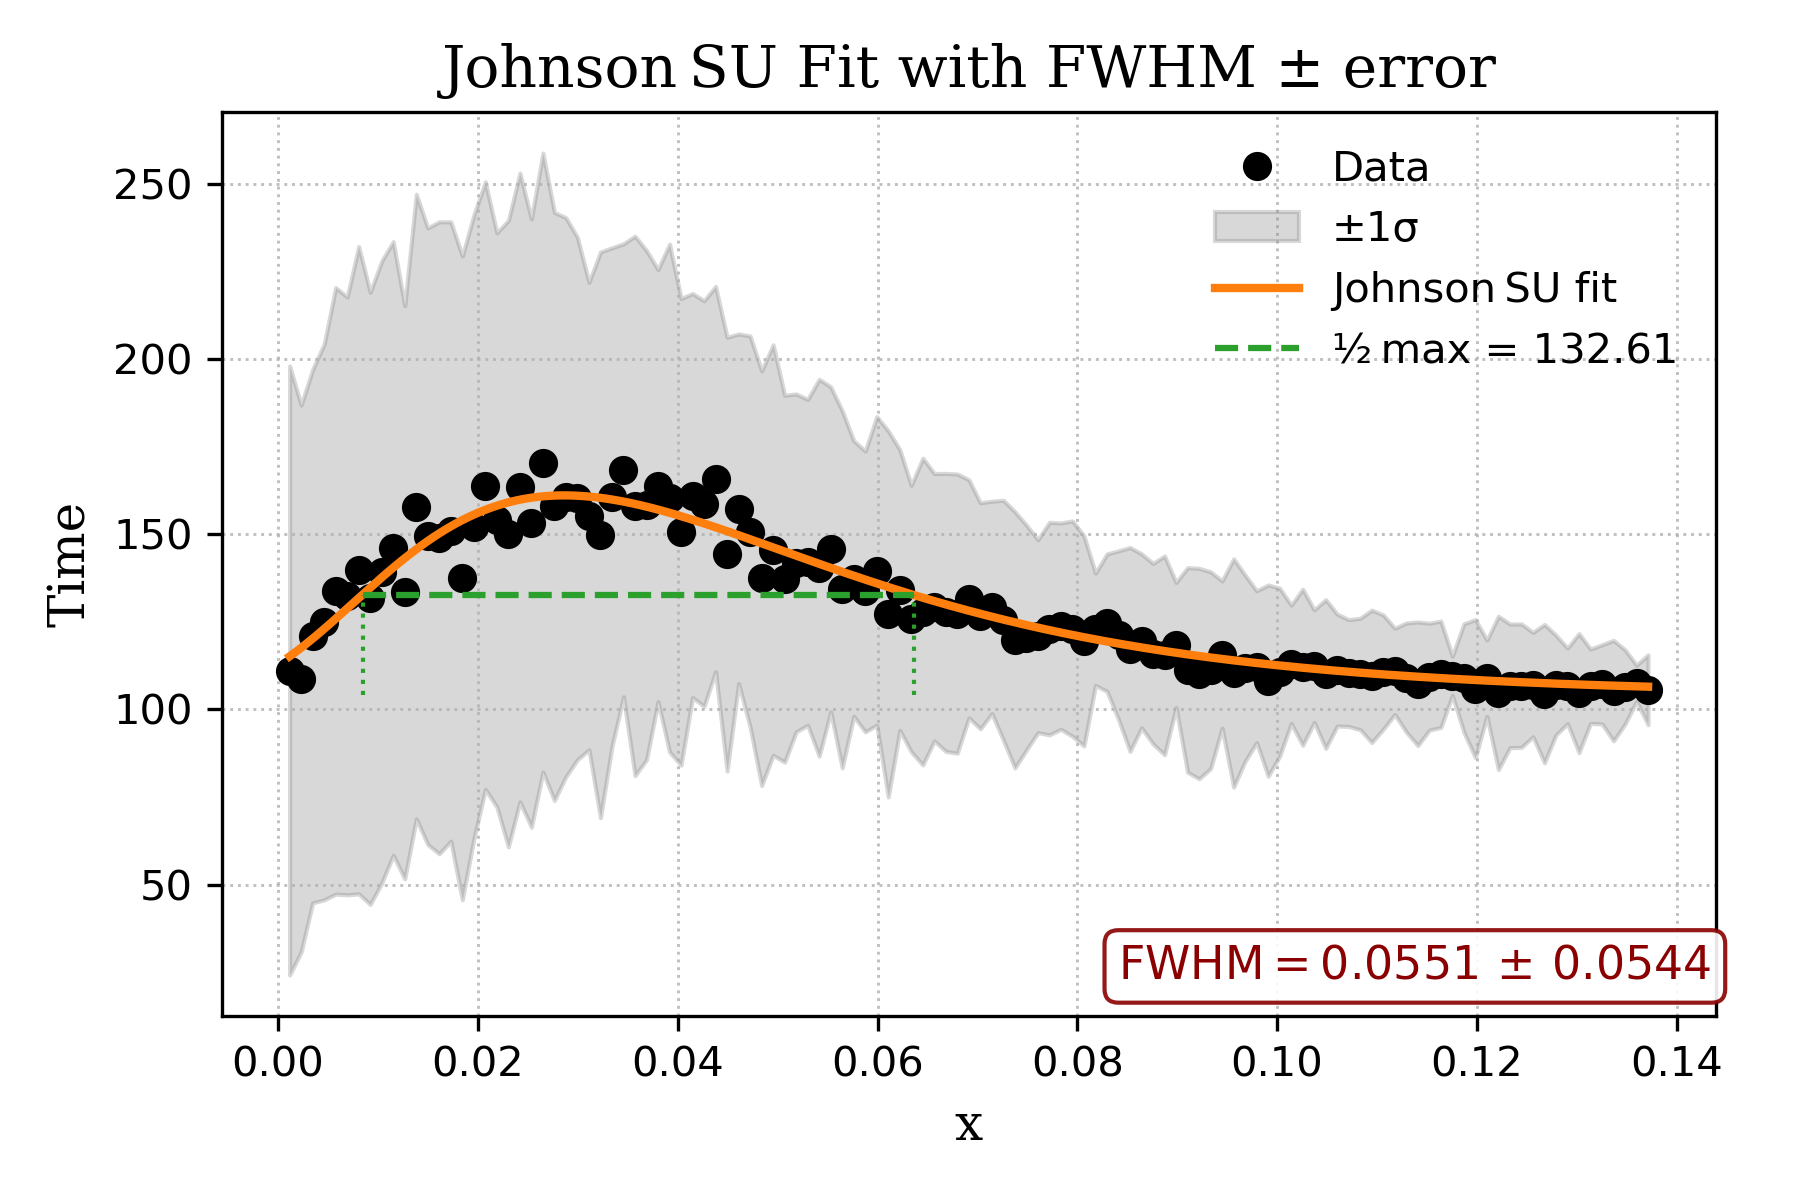 Johnson SU Fit with FWHM ± error
Data
±1σ
Johnson SU fit
½ max = 132.61
250
200
150
100
50
Time
FWHM = 0.0551 ± 0.0544
0.00 0.02 0.04 0.06 0.08 0.10 0.12 0.14
x